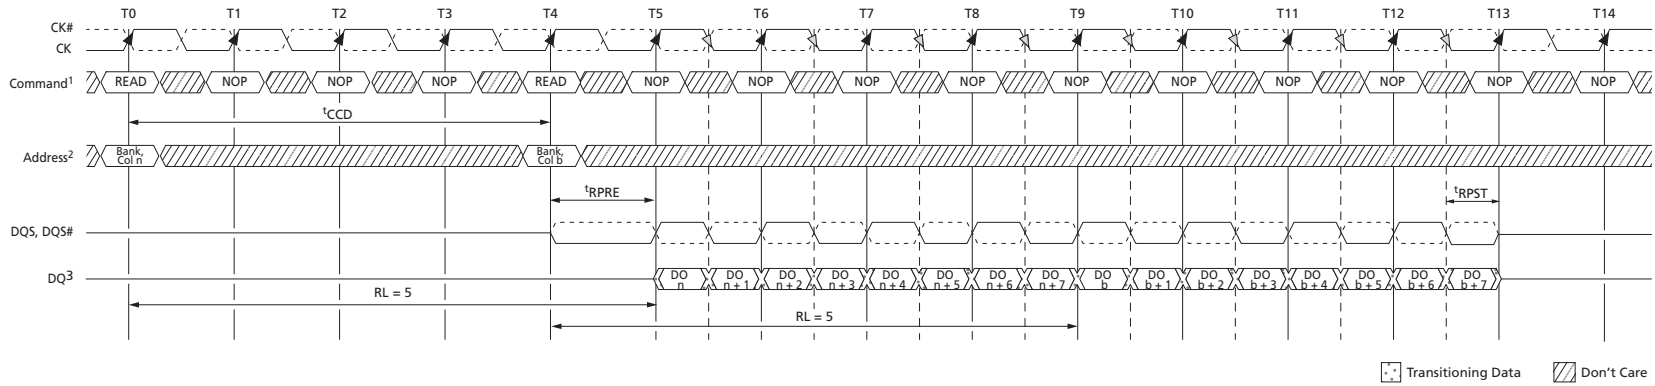 T0 T1 T2 T3 T4 T5 T6 T7 T8 T9 T10 T11 T12 T13 T14
CK#
CK
Command1 READ NOP NOP NOP READ NOP NOP NOP NOP NOP NOP NOP NOP NOP NOP
tCCD
Address2 Bank, Col n Bank, Col b
tRPRE tRPST
DQS, DQS#
DQ3 DO n DO n + 1 DO n + 2 DO n + 3 DO n + 4 DO n + 5 DO n + 6 DO n + 7 DO b DO b + 1 DO b + 2 DO b + 3 DO b + 4 DO b + 5 DO b + 6 DO b + 7
RL = 5
RL = 5
Transitioning Data Don't Care